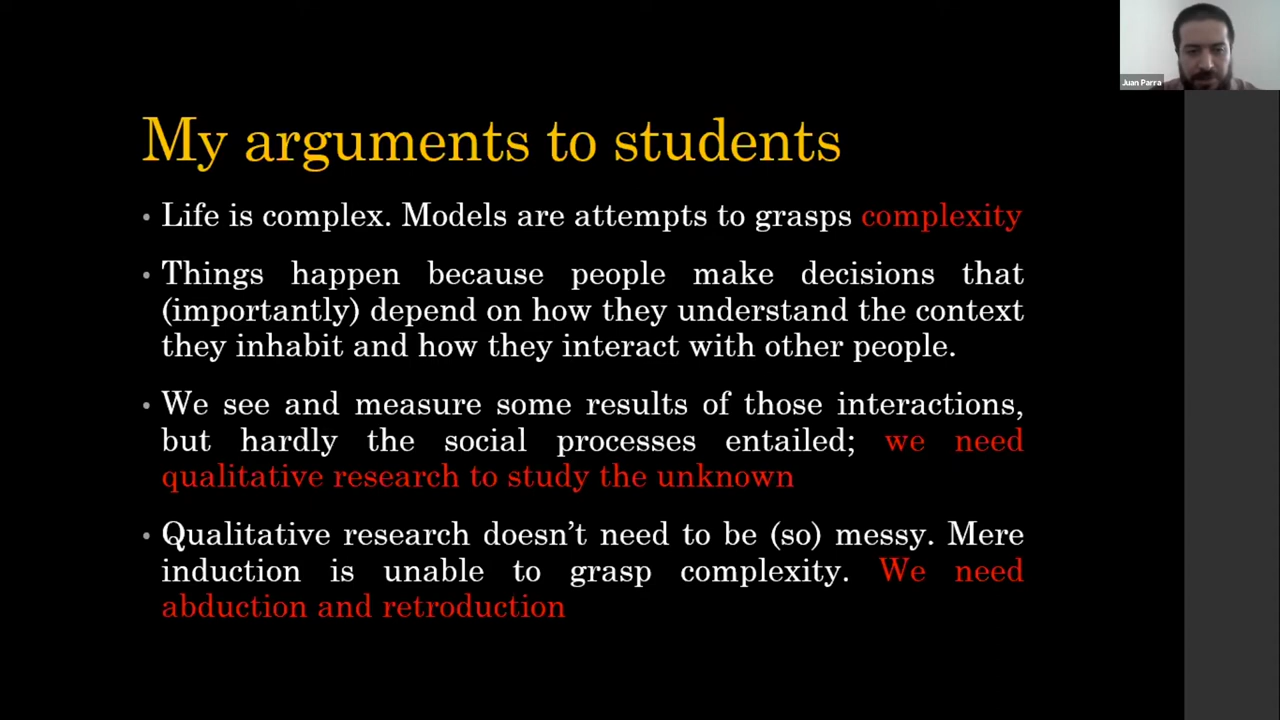 Juan Parra
My arguments to students
• Life is complex. Models are attempts to grasps complexity
• Things happen because people make decisions that
(importantly) depend on how they understand the context
they inhabit and how they interact with other people.
• We see and measure some results of those interactions,
but hardly the social processes entailed; we need
qualitative research to study the unknown
• Qualitative research doesn’t need to be (so) messy. Mere
induction is unable to grasp complexity. We need
abduction and retroduction